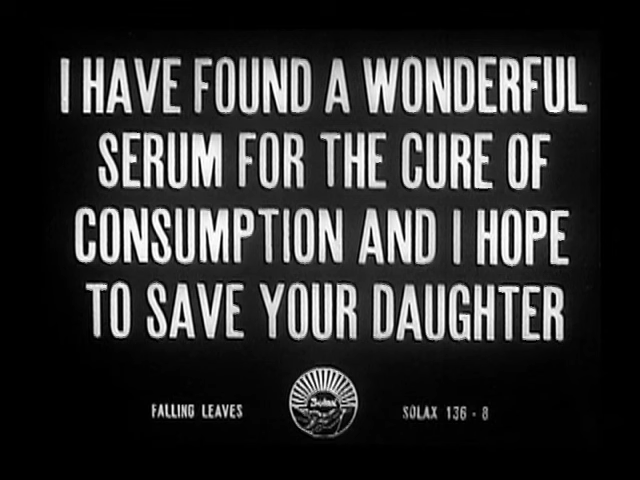 I HAVE FOUND A WONDERFUL
SERUM FOR THE CURE OF
CONSUMPTION AND I HOPE
TO SAVE YOUR DAUGHTER
Solax
FALLING LEAVES
SOLAX 136 - 8